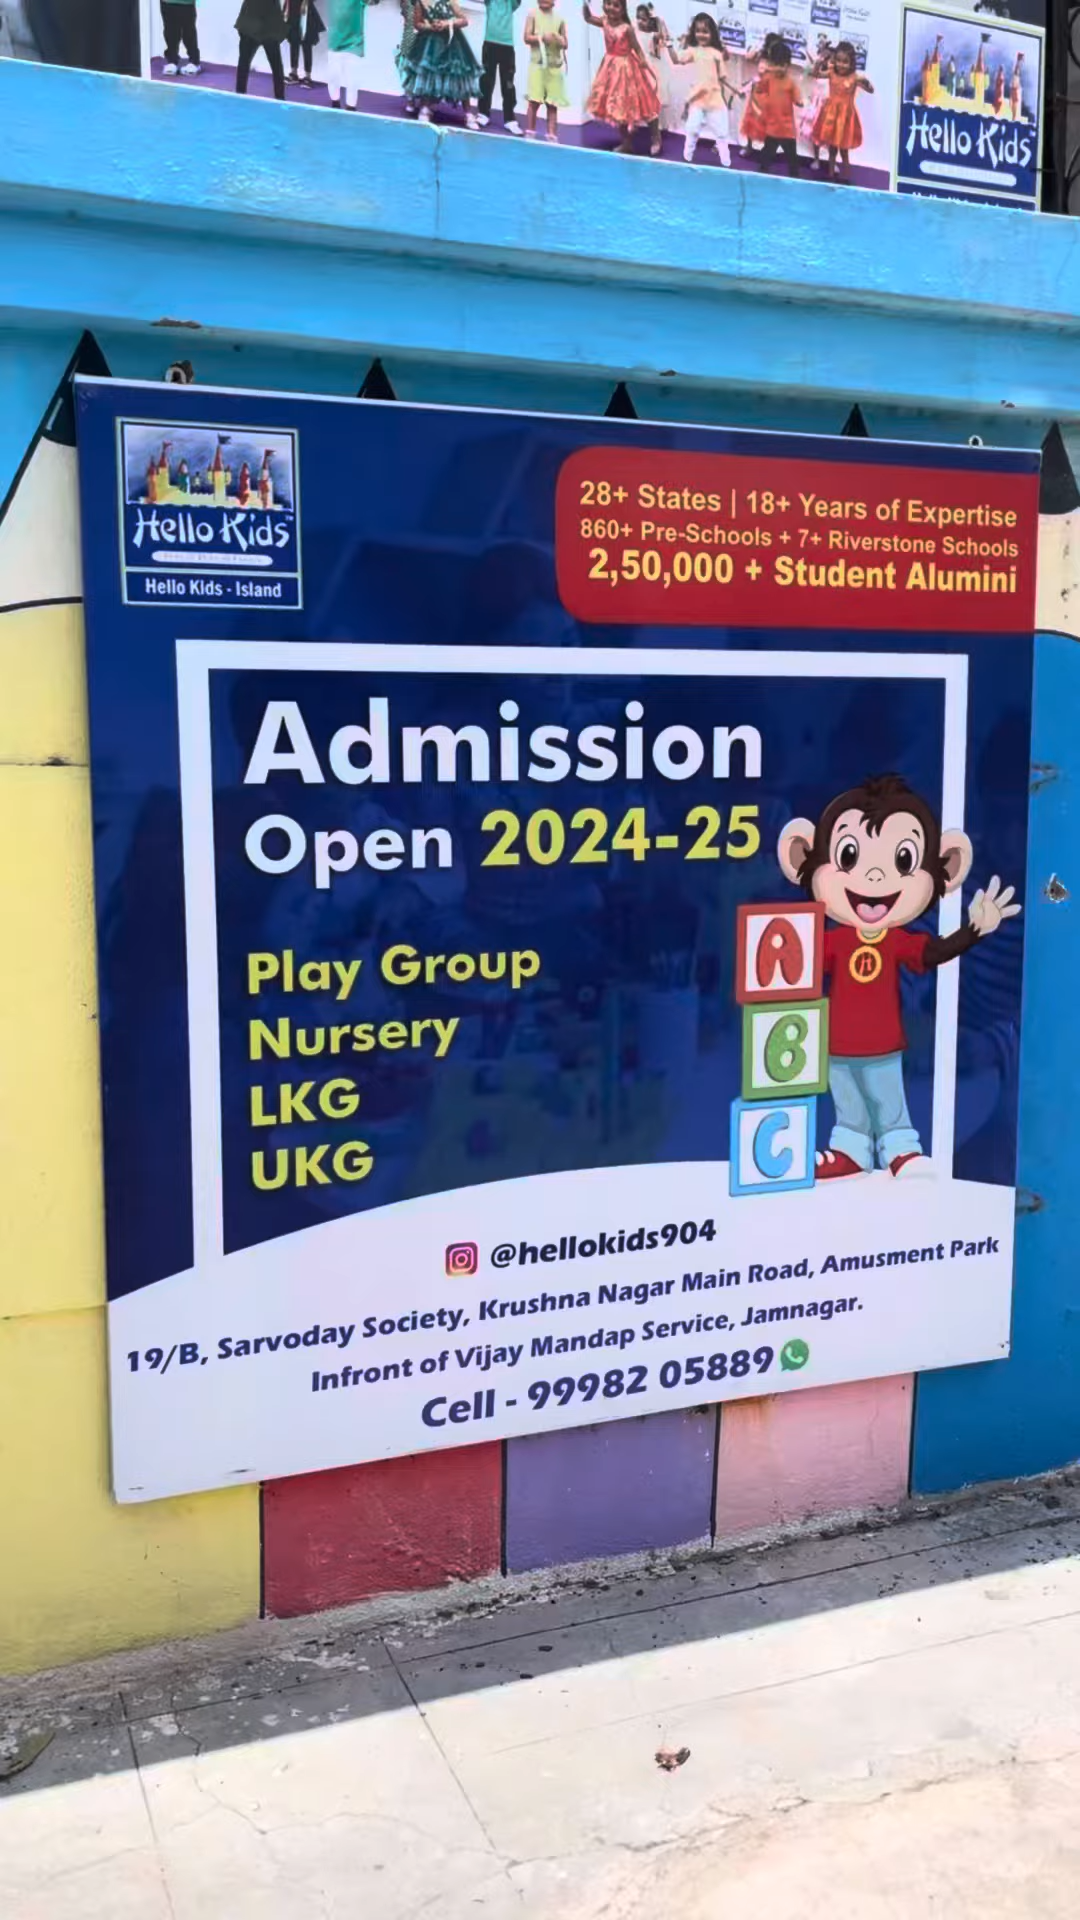 Hello Kids
Hello Kids
Hello Kids - Island
28+ States | 18+ Years of Expertise
860+ Pre-Schools + 7+ Riverstone Schools
2,50,000 + Student Alumini
Admission
Open 2024-25
Play Group
Nursery
LKG
UKG
A
B
C
H
@hellokids904
19/B, Sarvoday Society, Krushna Nagar Main Road, Amusment Park
Infront of Vijay Mandap Service, Jamnagar.
Cell - 99982 05889